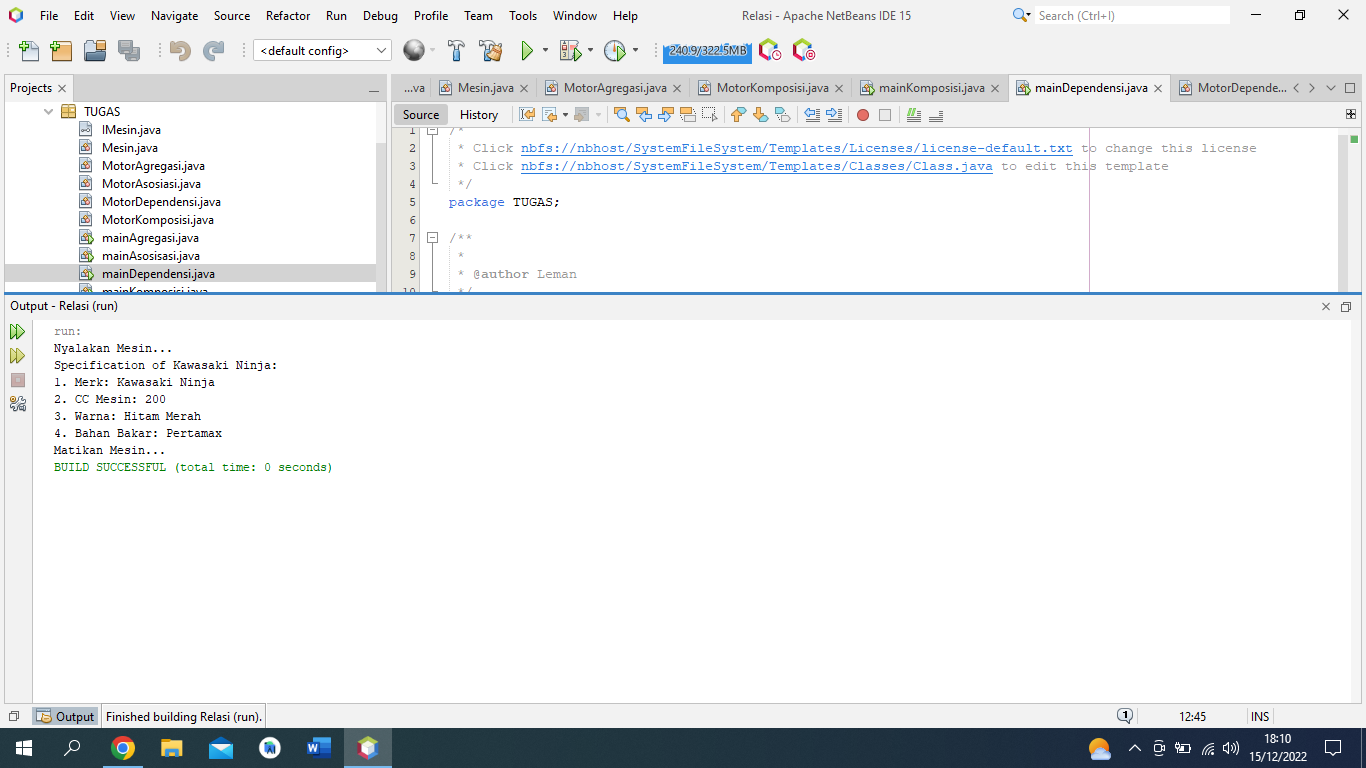 File Edit View Navigate Source Refactor Run Debug Profile Team Tools Window Help Relasi - Apache NetBeans IDE 15 Search (Ctrl+I)
<default config> 240.9/322.5MB
Projects
TUGAS
IMesin.java
Mesin.java
MotorAgregasi.java
MotorAsosiasi.java
MotorDependensi.java
MotorKomposisi.java
mainAgregasi.java
mainAsosisasi.java
mainDependensi.java
mainKomposisi.java
...va Mesin.java MotorAgregasi.java MotorKomposisi.java mainKomposisi.java mainDependensi.java MotorDepende...
Source History
1 /*
2 * Click nbfs://nbhost/SystemFileSystem/Templates/Licenses/license-default.txt to change this license
3 * Click nbfs://nbhost/SystemFileSystem/Templates/Classes/Class.java to edit this template
4 */
5 package TUGAS;
6
7 /**
8 *
9 * @author Leman
10 */
Output - Relasi (run)
run:
Nyalakan Mesin...
Specification of Kawasaki Ninja:
1. Merk: Kawasaki Ninja
2. CC Mesin: 200
3. Warna: Hitam Merah
4. Bahan Bakar: Pertamax
Matikan Mesin...
BUILD SUCCESSFUL (total time: 0 seconds)
Output Finished building Relasi (run). 1 12:45 INS
18:10
15/12/2022